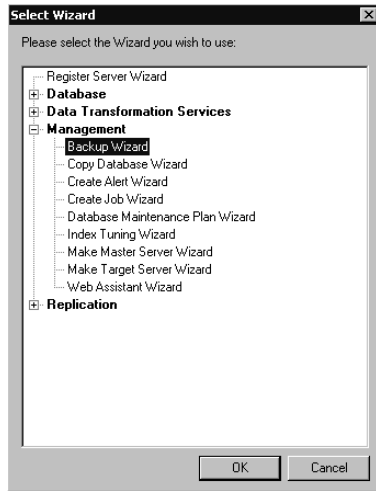 Select Wizard
Please select the Wizard you wish to use:
Register Server Wizard
Database
Data Transformation Services
Management
Backup Wizard
Copy Database Wizard
Create Alert Wizard
Create Job Wizard
Database Maintenance Plan Wizard
Index Tuning Wizard
Make Master Server Wizard
Make Target Server Wizard
Web Assistant Wizard
Replication
OK Cancel